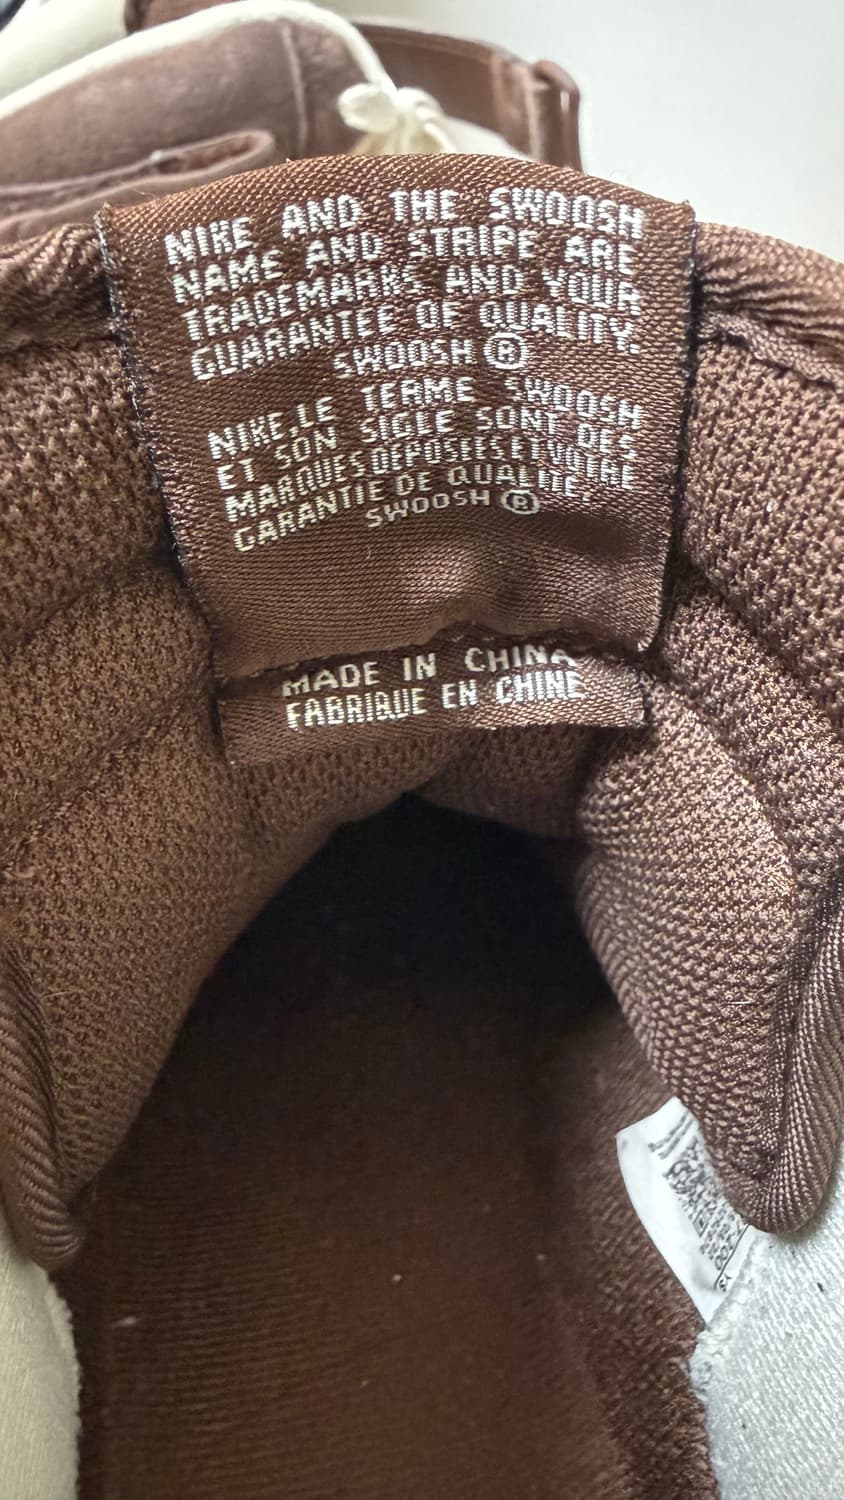 NIKE AND THE SWOOSH
NAME AND STRIPE ARE
TRADEMARKS AND YOUR
GUARANTEE OF QUALITY.
SWOOSH ®
NIKE,LE TERME SWOOSH
ET SON SIGLE SONT DES
MARQUES DEPOSEES,ET VOTRE
GARANTIE DE QUALITE.
SWOOSH ®
MADE IN CHINA
FABRIQUE EN CHINE